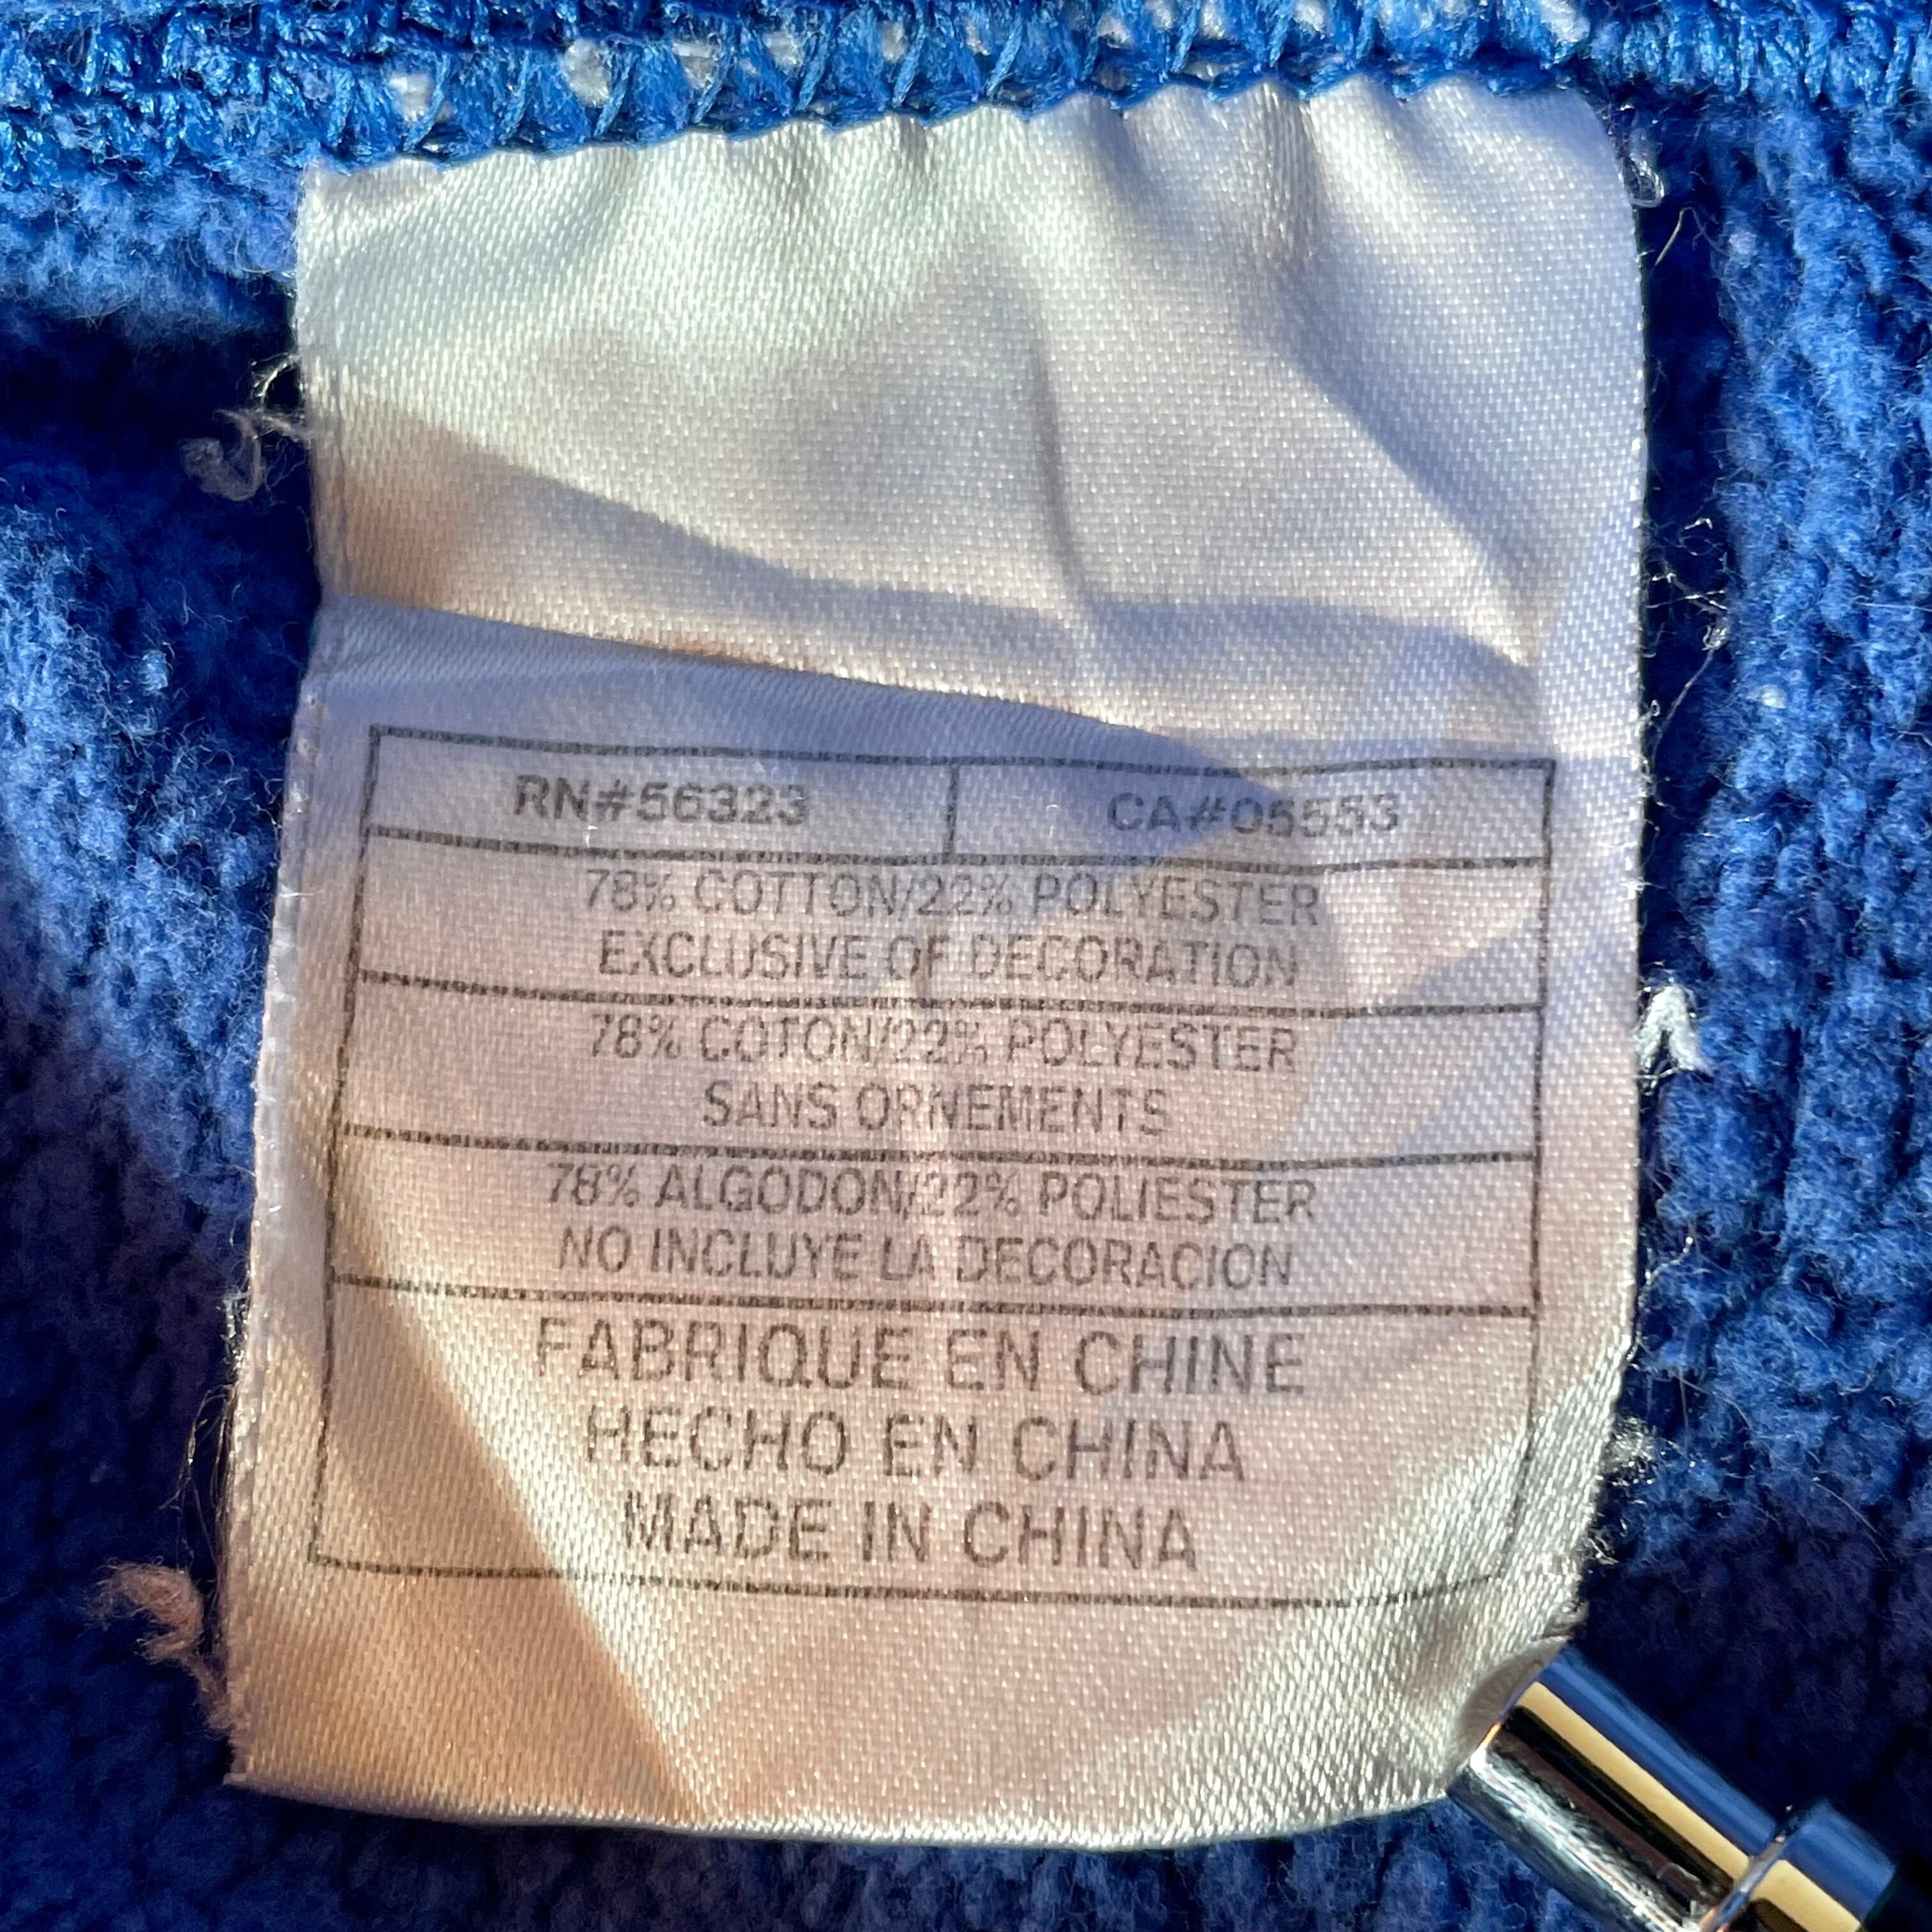 RN#56323 CA#05553
78% COTTON/22% POLYESTER
EXCLUSIVE OF DECORATION
78% COTON/22% POLYESTER
SANS ORNEMENTS
78% ALGODON/22% POLIESTER
NO INCLUYE LA DECORACION
FABRIQUE EN CHINE
HECHO EN CHINA
MADE IN CHINA